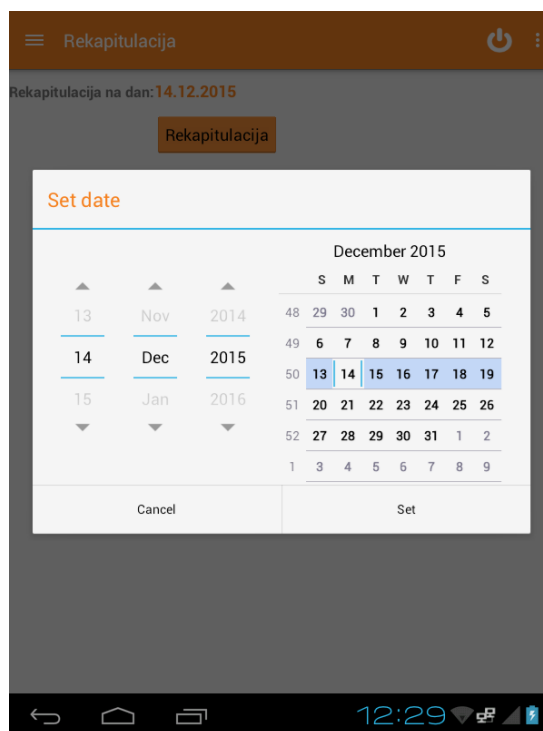 Rekapitulacija
Rekapitulacija na dan:14.12.2015
Rekapitulacija
Set date
13 Nov 2014
14 Dec 2015
15 Jan 2016
December 2015
S M T W T F S
48 29 30 1 2 3 4 5
49 6 7 8 9 10 11 12
50 13 14 15 16 17 18 19
51 20 21 22 23 24 25 26
52 27 28 29 30 31 1 2
1 3 4 5 6 7 8 9
Cancel Set
12:29